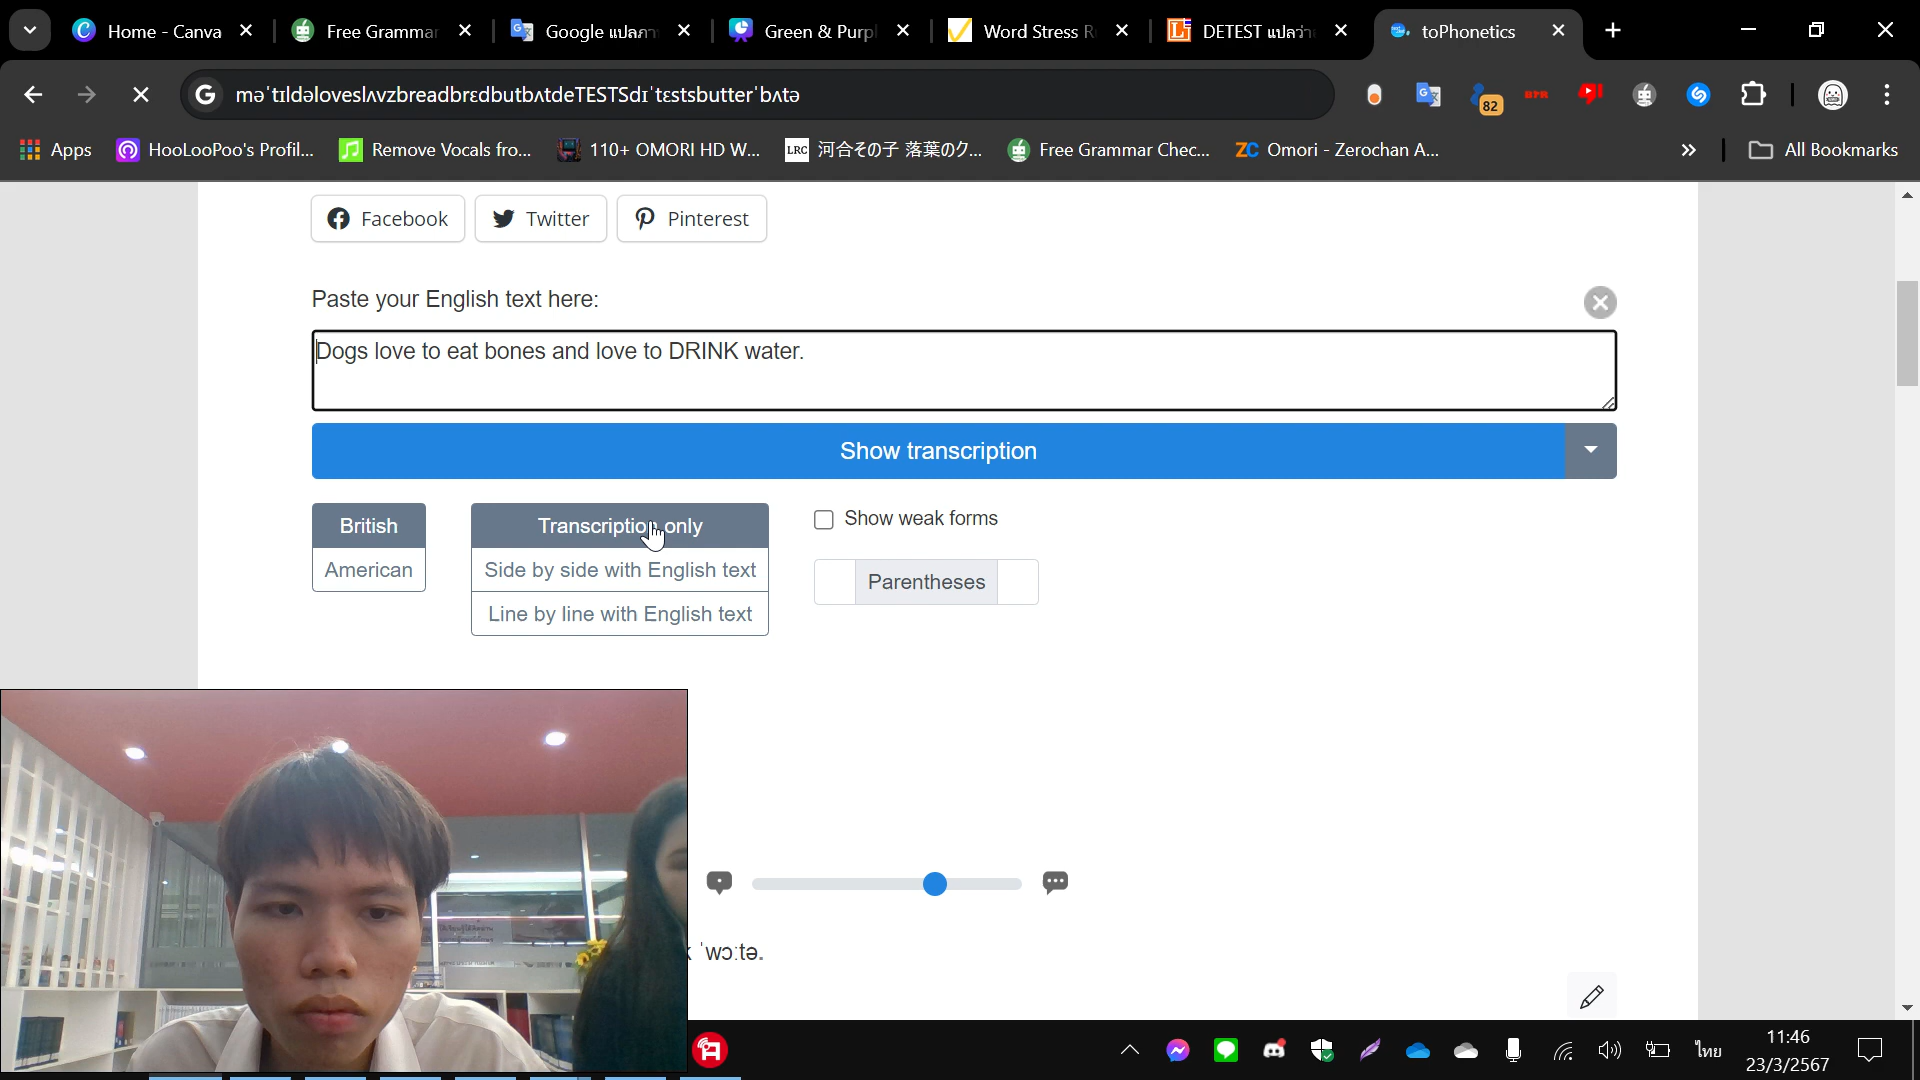 Home - Canva
Free Grammar
Google แปลภา
Green & Purpl
Word Stress R
DETEST แปลว่า
toPhonetics
məˈtɪldəloveslʌvzbreadbrɛdbutbʌtdeTESTSdɪˈtɛstsbutterˈbʌtə
82
Apps
HooLooPoo's Profil...
Remove Vocals fro...
110+ OMORI HD W...
LRC
河合その子 落葉のク...
Free Grammar Chec...
ZC
Omori - Zerochan A...
All Bookmarks
Facebook
Twitter
Pinterest
Paste your English text here:
Dogs love to eat bones and love to DRINK water.
Show transcription
British
American
Transcription only
Side by side with English text
Line by line with English text
Show weak forms
Parentheses
k ˈwɔːtə.
ไทย
11:46
23/3/2567